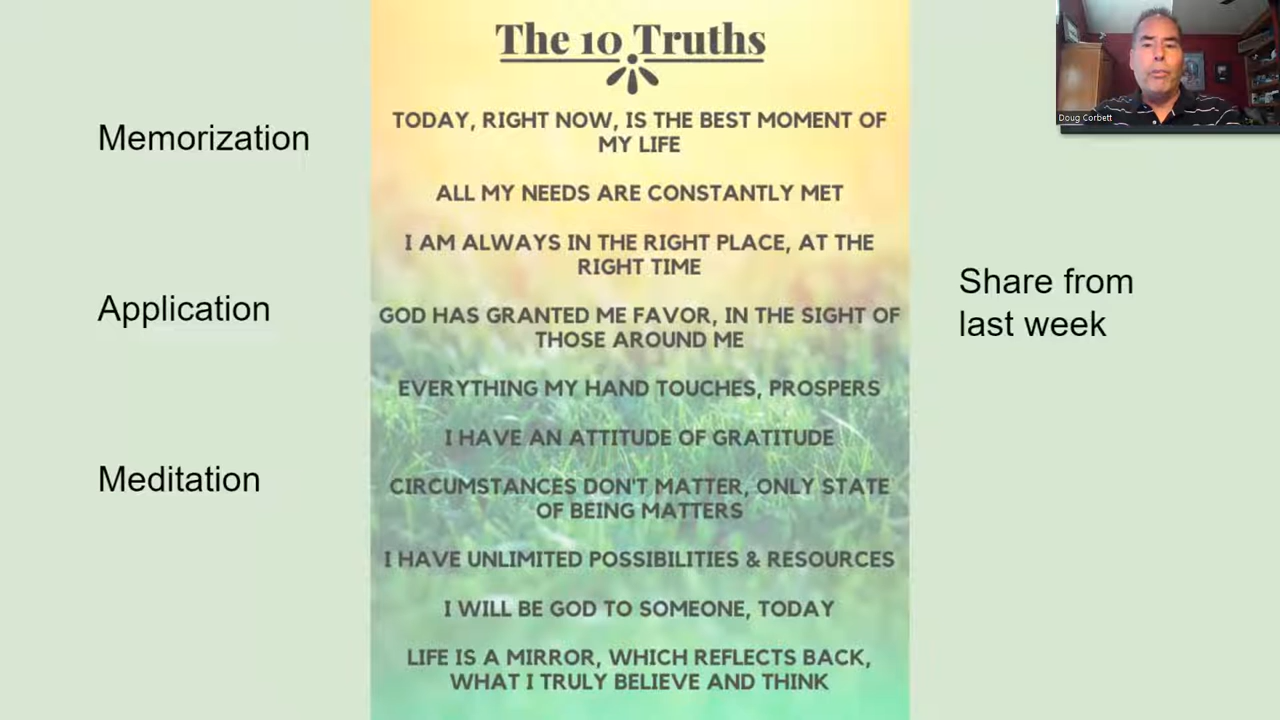 The 10 Truths
TODAY, RIGHT NOW, IS THE BEST MOMENT OF
MY LIFE
ALL MY NEEDS ARE CONSTANTLY MET
I AM ALWAYS IN THE RIGHT PLACE, AT THE
RIGHT TIME
GOD HAS GRANTED ME FAVOR, IN THE SIGHT OF
THOSE AROUND ME
EVERYTHING MY HAND TOUCHES, PROSPERS
I HAVE AN ATTITUDE OF GRATITUDE
CIRCUMSTANCES DON'T MATTER, ONLY STATE
OF BEING MATTERS
I HAVE UNLIMITED POSSIBILITIES & RESOURCES
I WILL BE GOD TO SOMEONE, TODAY
LIFE IS A MIRROR, WHICH REFLECTS BACK,
WHAT I TRULY BELIEVE AND THINK
Memorization
Application
Meditation
Share from
last week
Doug Corbett